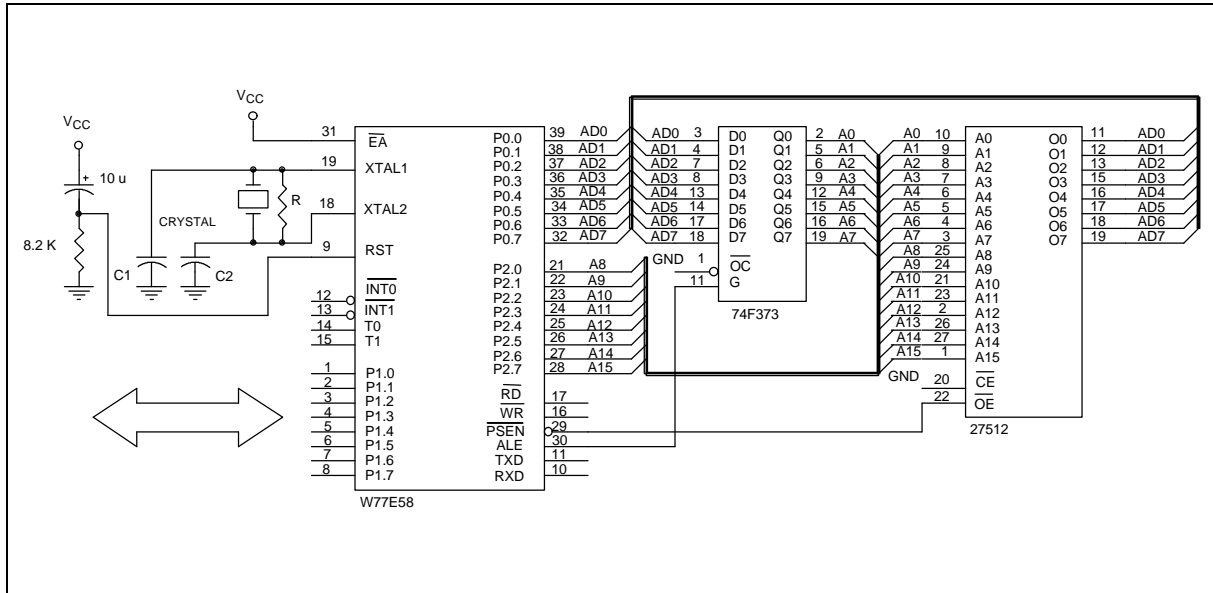 VCC
VCC
10 u
8.2 K
C1
C2
CRYSTAL
R
+
31 EA
19 XTAL1
18 XTAL2
9 RST
12 INT0
13 INT1
14 T0
15 T1
1 P1.0
2 P1.1
3 P1.2
4 P1.3
5 P1.4
6 P1.5
7 P1.6
8 P1.7
P0.0 39 AD0
P0.1 38 AD1
P0.2 37 AD2
P0.3 36 AD3
P0.4 35 AD4
P0.5 34 AD5
P0.6 33 AD6
P0.7 32 AD7
P2.0 21 A8
P2.1 22 A9
P2.2 23 A10
P2.3 24 A11
P2.4 25 A12
P2.5 26 A13
P2.6 27 A14
P2.7 28 A15
RD 17
WR 16
PSEN 29
ALE 30
TXD 11
RXD 10
W77E58
AD0 3 D0 Q0 2 A0
AD1 4 D1 Q1 5 A1
AD2 7 D2 Q2 6 A2
AD3 8 D3 Q3 9 A3
AD4 13 D4 Q4 12 A4
AD5 14 D5 Q5 15 A5
AD6 17 D6 Q6 16 A6
AD7 18 D7 Q7 19 A7
GND 1 OC
11 G
74F373
A0 10 A0 O0 11 AD0
A1 9 A1 O1 12 AD1
A2 8 A2 O2 13 AD2
A3 7 A3 O3 15 AD3
A4 6 A4 O4 16 AD4
A5 5 A5 O5 17 AD5
A6 4 A6 O6 18 AD6
A7 3 A7 O7 19 AD7
A8 25 A8
A9 24 A9
A10 21 A10
A11 23 A11
A12 2 A12
A13 26 A13
A14 27 A14
A15 1 A15
GND 20 CE
22 OE
27512